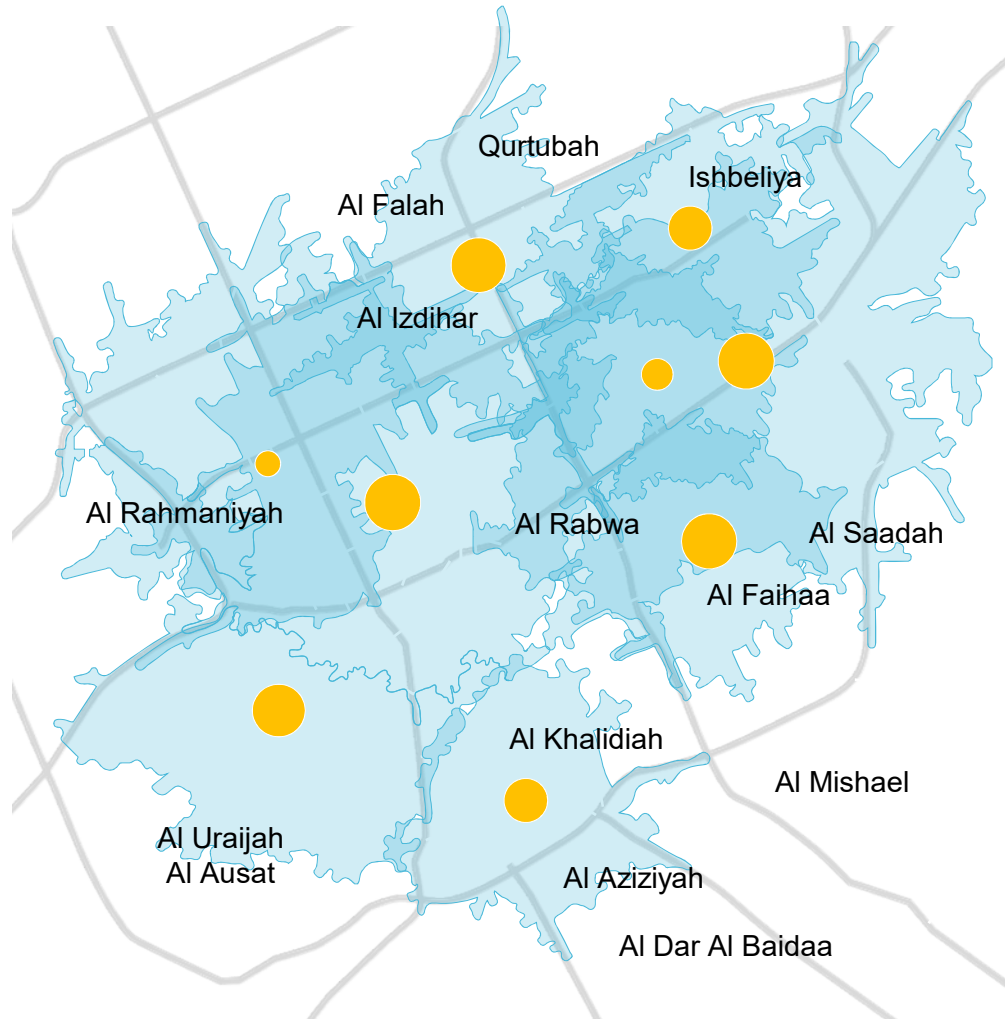 Qurtubah
Ishbeliya
Al Falah
Al Izdihar
Al Rahmaniyah
Al Rabwa
Al Saadah
Al Faihaa
Al Khalidiah
Al Mishael
Al Uraijah
Al Ausat
Al Aziziyah
Al Dar Al Baidaa